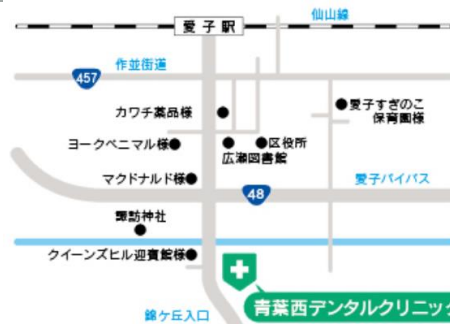 仙山線
愛子駅
作並街道
457
カワチ薬品様
愛子すぎのこ
保育園様
ヨークベニマル様
区役所
広瀬図書館
マクドナルド様
48
愛子バイパス
諏訪神社
クイーンズヒル迎賓館様
青葉西デンタルクリニック
錦ケ丘入口